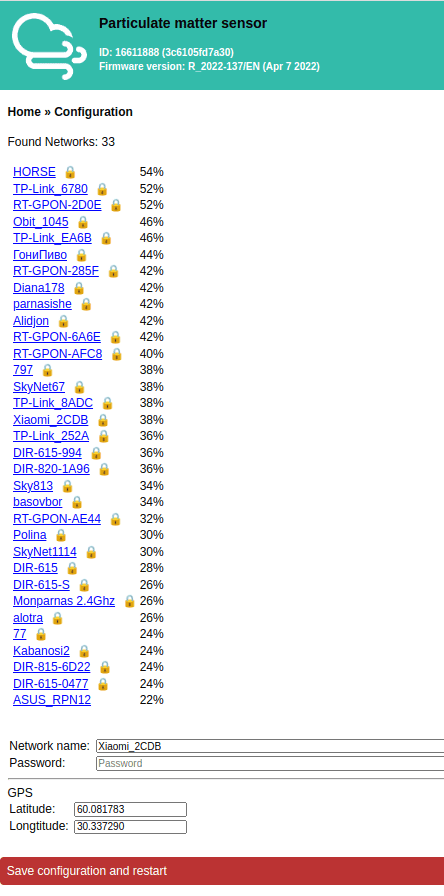 Particulate matter sensor
ID: 16611888 (3c6105fd7a30)
Firmware version: R_2022-137/EN (Apr 7 2022)
Home » Configuration
Found Networks: 33
HORSE 54%
TP-Link_6780 52%
RT-GPON-2D0E 52%
Obit_1045 46%
TP-Link_EA6B 46%
ГониПиво 44%
RT-GPON-285F 42%
Diana178 42%
parnasishe 42%
Alidjon 42%
RT-GPON-6A6E 42%
RT-GPON-AFC8 40%
797 38%
SkyNet67 38%
TP-Link_8ADC 38%
Xiaomi_2CDB 38%
TP-Link_252A 36%
DIR-615-994 36%
DIR-820-1A96 36%
Sky813 34%
basovbor 34%
RT-GPON-AE44 32%
Polina 30%
SkyNet1114 30%
DIR-615 28%
DIR-615-S 26%
Monparnas 2.4Ghz 26%
alotra 26%
77 24%
Kabanosi2 24%
DIR-815-6D22 24%
DIR-615-0477 24%
ASUS_RPN12 22%
Network name: Xiaomi_2CDB
Password: Password
GPS
Latitude: 60.081783
Longtitude: 30.337290
Save configuration and restart